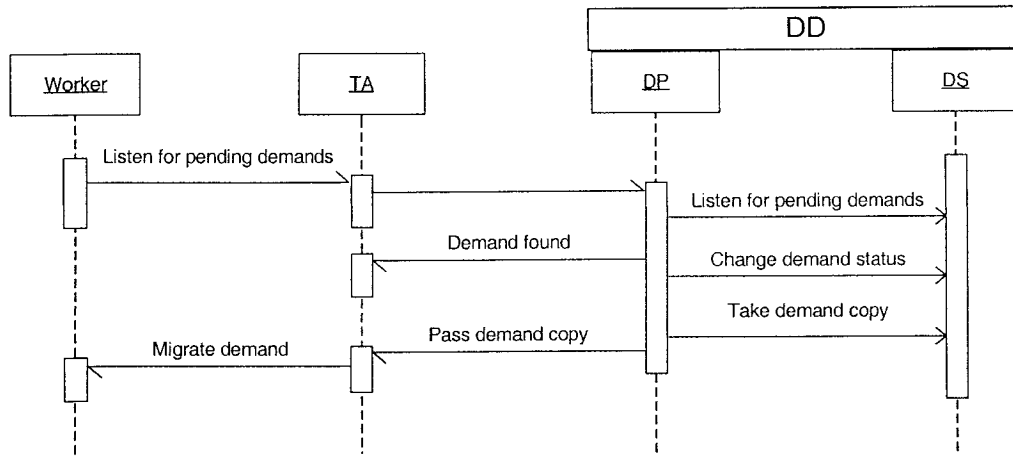 DD
Worker
TA
DP
DS
Listen for pending demands
Listen for pending demands
Demand found
Change demand status
Take demand copy
Pass demand copy
Migrate demand